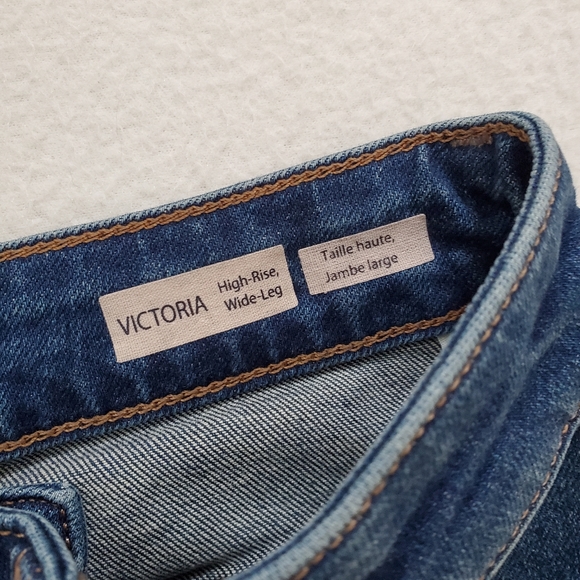 VICTORIA
High-Rise,
Wide-Leg
Taille haute,
Jambe large